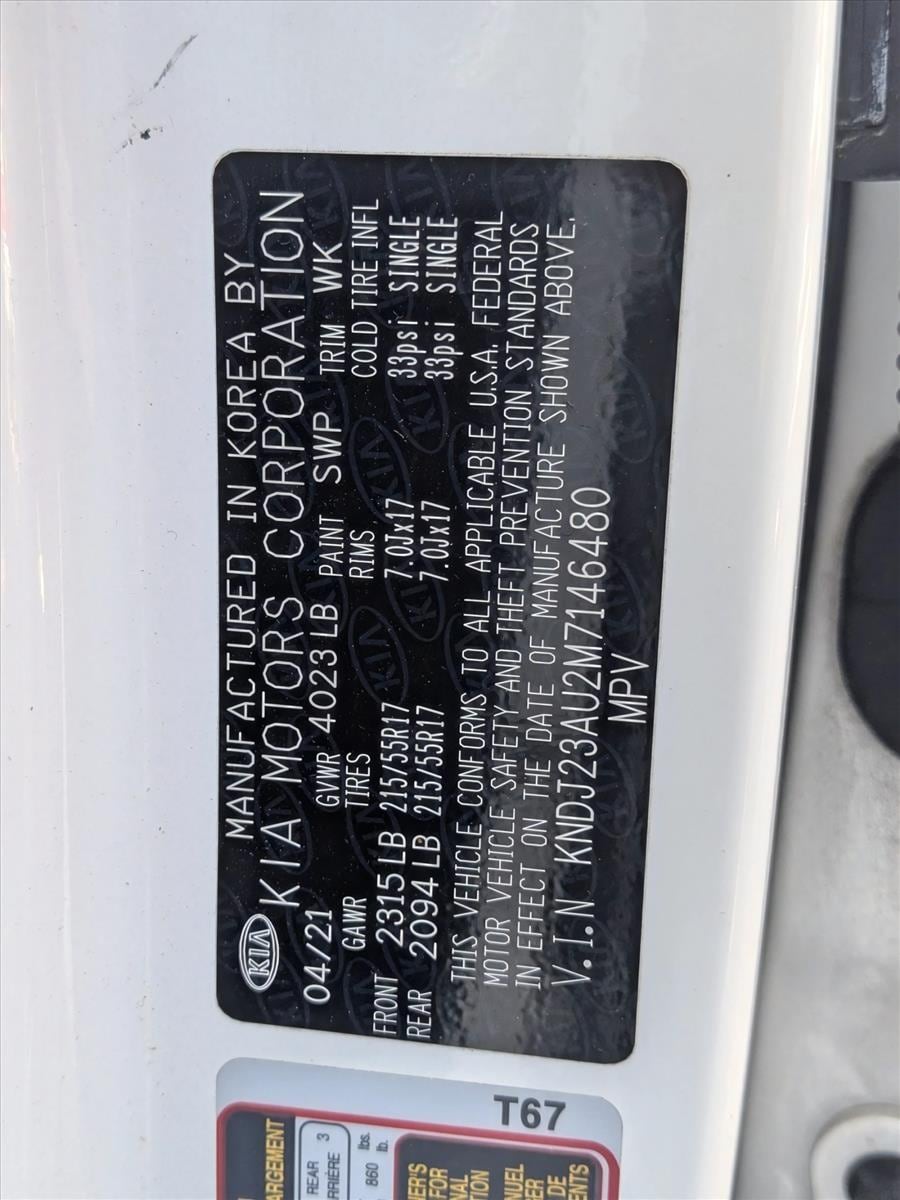 KIA
MANUFACTURED IN KOREA BY
KIA MOTORS CORPORATION
04/21 GVWR 4023 LB PAINT SWP TRIM WK
GAWR TIRES RIMS COLD TIRE INFL
FRONT 2315 LB 215/55R17 7.0Jx17 33psi SINGLE
REAR 2094 LB 215/55R17 7.0Jx17 33psi SINGLE
THIS VEHICLE CONFORMS TO ALL APPLICABLE U.S.A. FEDERAL
MOTOR VEHICLE SAFETY AND THEFT PREVENTION STANDARDS
IN EFFECT ON THE DATE OF MANUFACTURE SHOWN ABOVE.
V.I.N KNDJ23AU2M7146480
MPV
REAR 3
860 lbs.
lb.
FOR
DE
T67